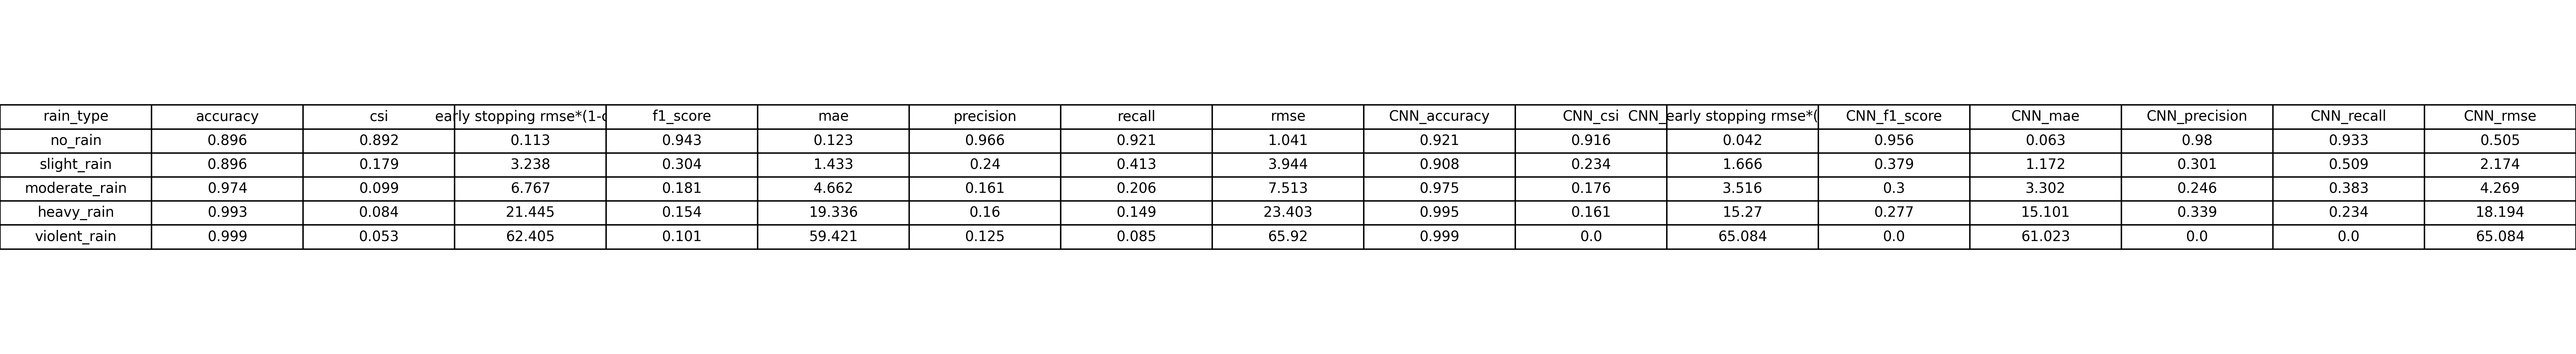 rain_type accuracy csi early stopping rmse*(1- f1_score mae precision recall rmse CNN_accuracy CNN_csi CNN_early stopping rmse*( CNN_f1_score CNN_mae CNN_precision CNN_recall CNN_rmse
no_rain 0.896 0.892 0.113 0.943 0.123 0.966 0.921 1.041 0.921 0.916 0.042 0.956 0.063 0.98 0.933 0.505
slight_rain 0.896 0.179 3.238 0.304 1.433 0.24 0.413 3.944 0.908 0.234 1.666 0.379 1.172 0.301 0.509 2.174
moderate_rain 0.974 0.099 6.767 0.181 4.662 0.161 0.206 7.513 0.975 0.176 3.516 0.3 3.302 0.246 0.383 4.269
heavy_rain 0.993 0.084 21.445 0.154 19.336 0.16 0.149 23.403 0.995 0.161 15.27 0.277 15.101 0.339 0.234 18.194
violent_rain 0.999 0.053 62.405 0.101 59.421 0.125 0.085 65.92 0.999 0.0 65.084 0.0 61.023 0.0 0.0 65.084